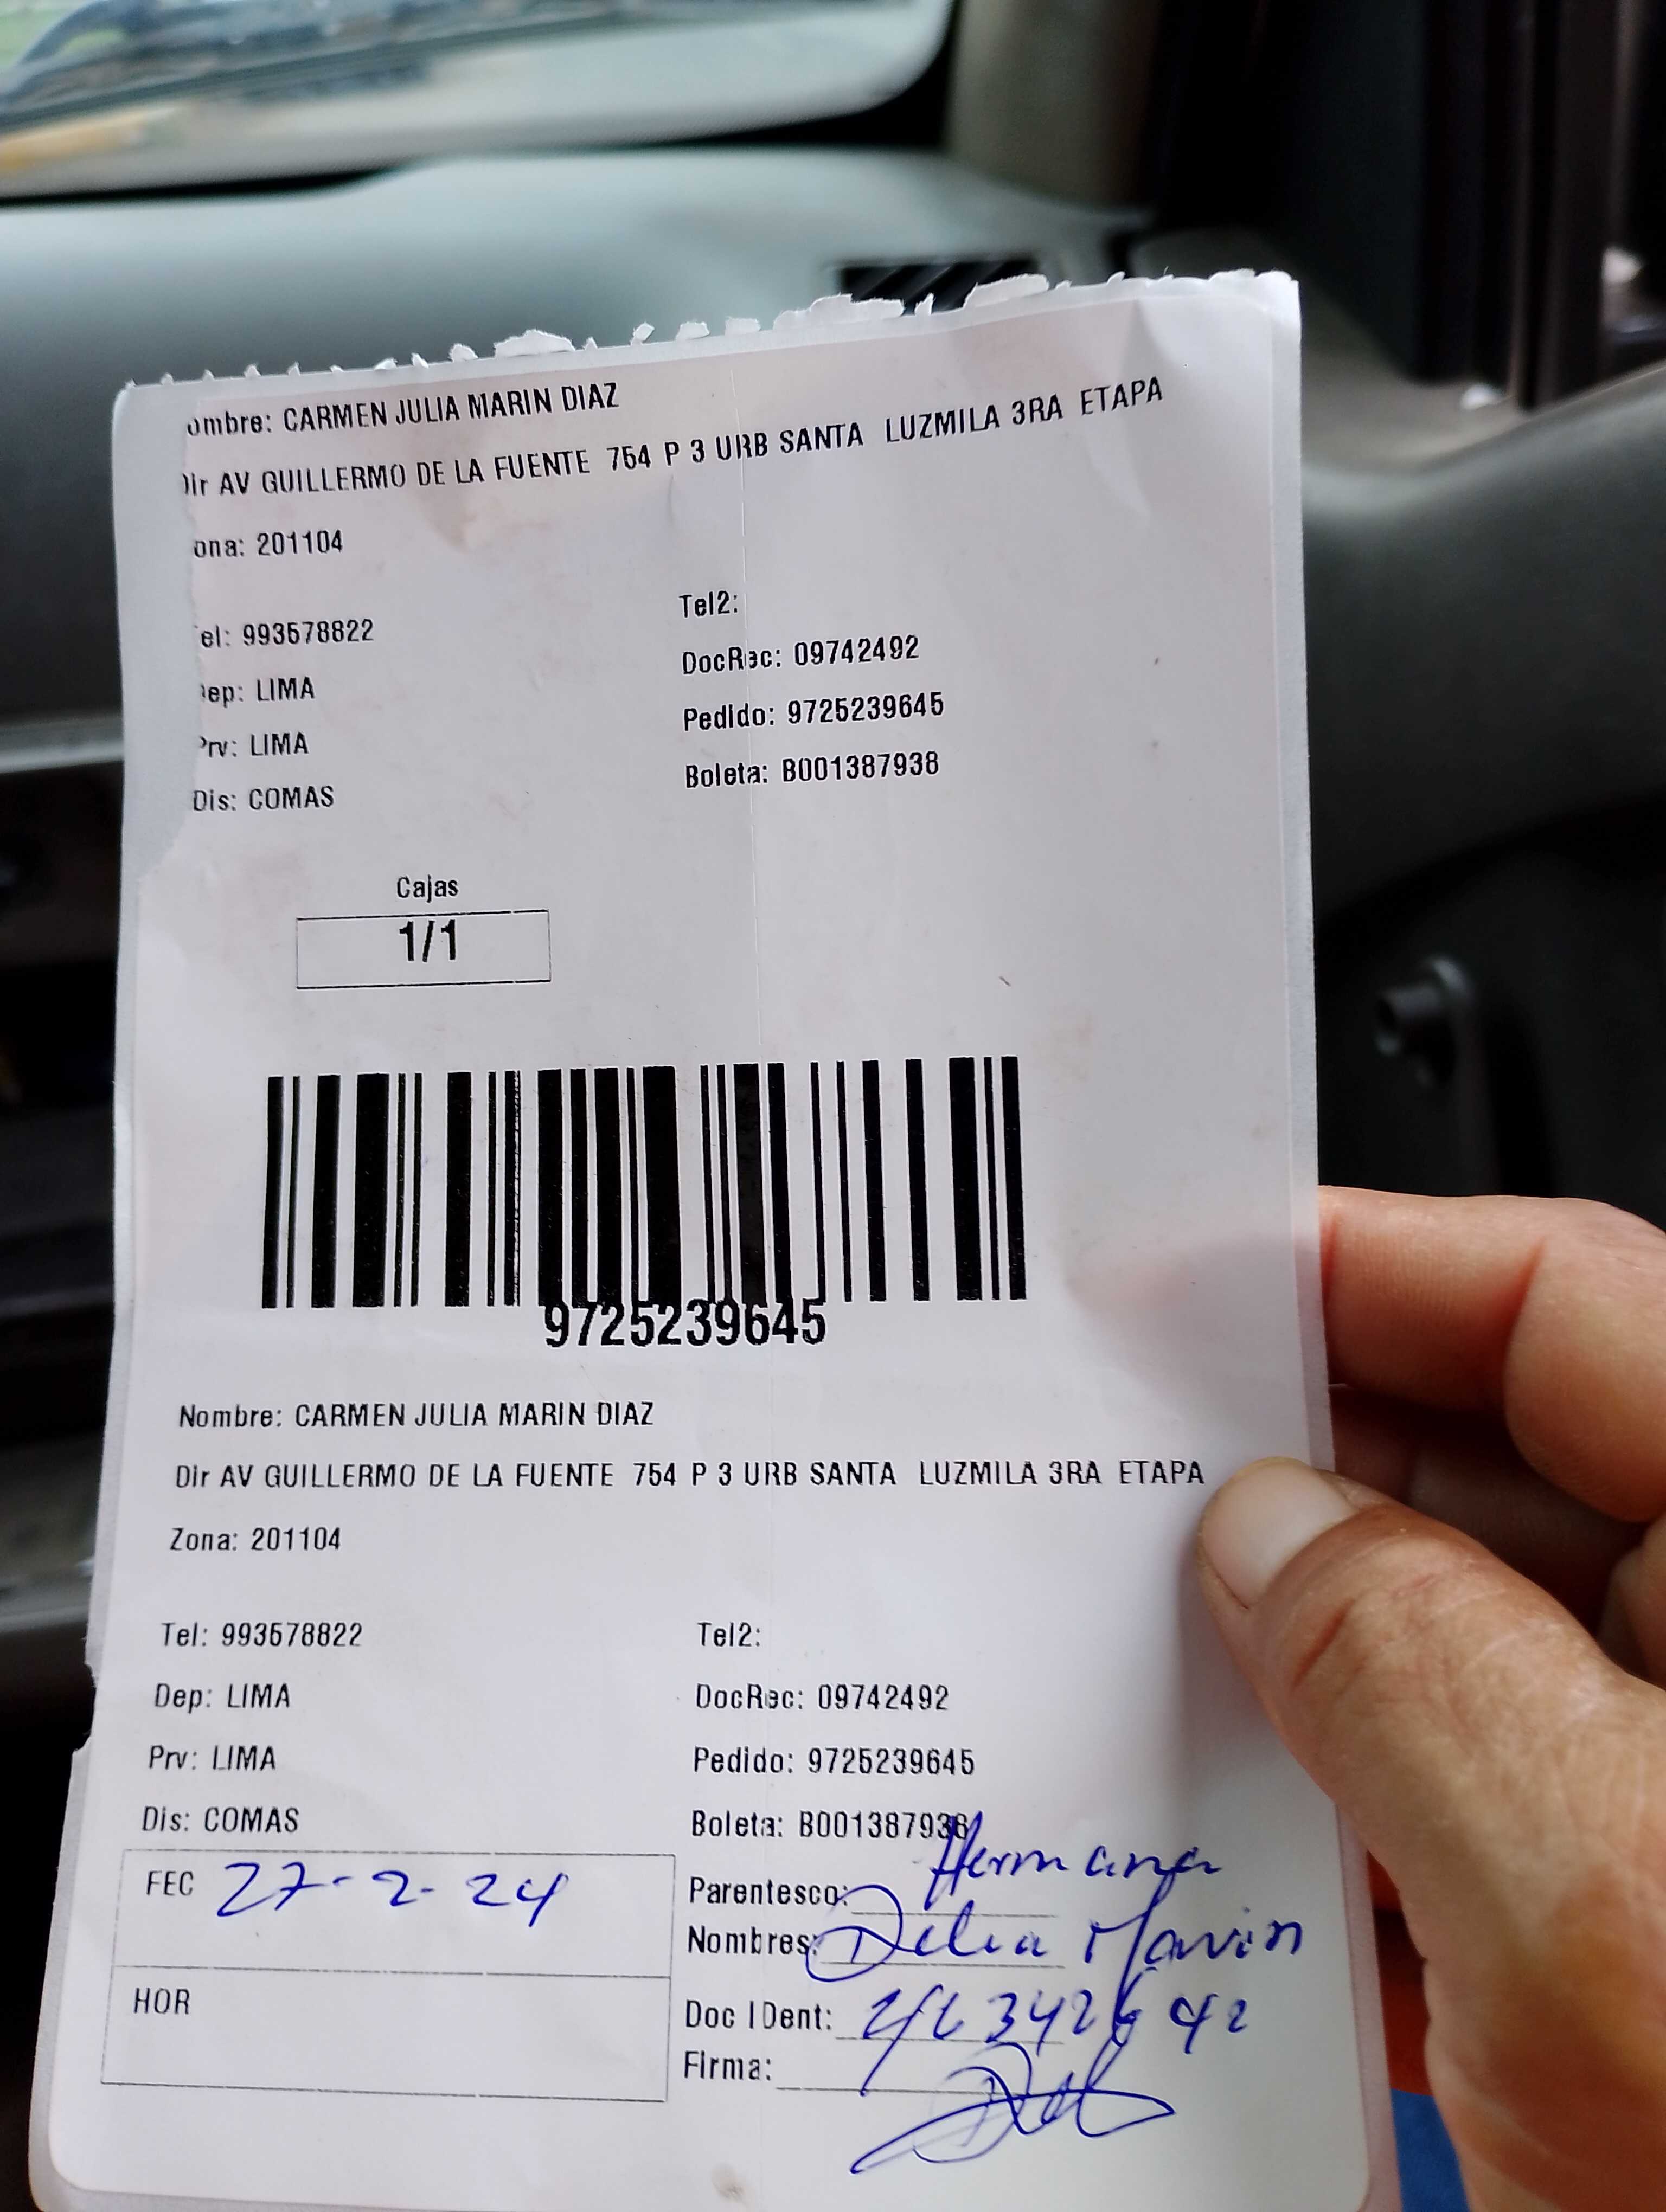 ombre: CARMEN JULIA MARIN DIAZ
Dir AV GUILLERMO DE LA FUENTE 754 P 3 URB SANTA LUZMILA 3RA ETAPA
ona: 201104
Tel2:
el: 993578822
DocRec: 09742492
ep: LIMA
Pedido: 9725239645
Prv: LIMA
Boleta: B001387938
Dis: COMAS
Cajas
1/1
9725239645
Nombre: CARMEN JULIA MARIN DIAZ
Dir AV GUILLERMO DE LA FUENTE 754 P 3 URB SANTA LUZMILA 3RA ETAPA
Zona: 201104
Tel: 993578822 Tel2:
Dep: LIMA DocRec: 09742492
Prv: LIMA Pedido: 9725239645
Dis: COMAS Boleta: B001387938
FEC 27-2-24 Parentesco: Hermana
Nombres: Delia Marin
HOR Doc IDent:
Firma: